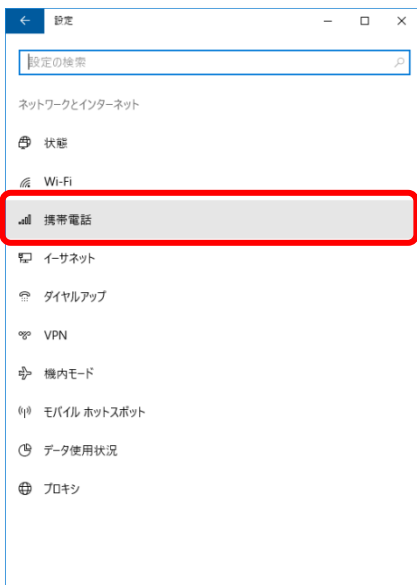 設定
設定の検索
ネットワークとインターネット
状態
Wi-Fi
携帯電話
イーサネット
ダイヤルアップ
VPN
機内モード
モバイル ホットスポット
データ使用状況
プロキシ